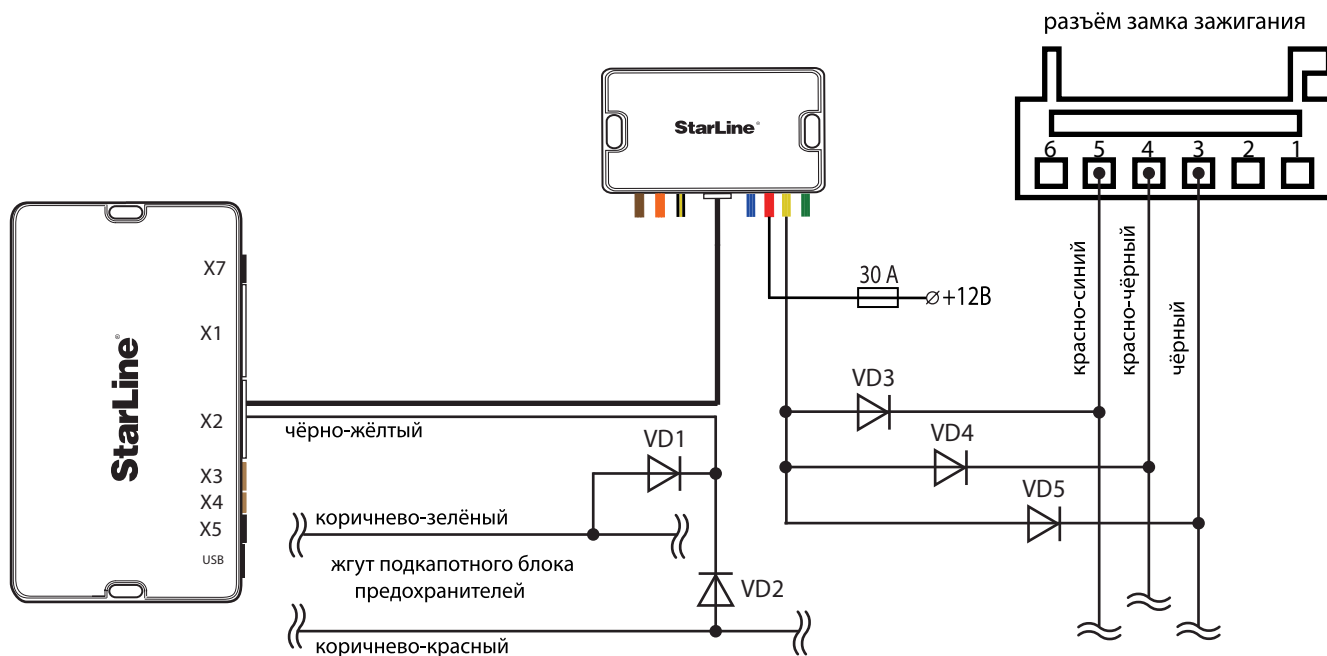 разъём замка зажигания
StarLine®
6 5 4 3 2 1
30 А
+12В
красно-синий
красно-чёрный
чёрный
StarLine®
X7
X1
X2
X3
X4
X5
USB
чёрно-жёлтый
VD3
VD4
VD5
VD1
коричнево-зелёный
жгут подкапотного блока
предохранителей
VD2
коричнево-красный